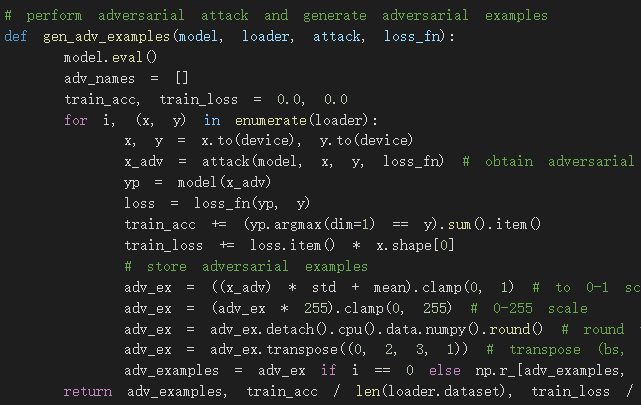 # perform adversarial attack and generate adversarial examples
def gen_adv_examples(model, loader, attack, loss_fn):
model.eval()
adv_names = []
train_acc, train_loss = 0.0, 0.0
for i, (x, y) in enumerate(loader):
x, y = x.to(device), y.to(device)
x_adv = attack(model, x, y, loss_fn) # obtain adversarial
yp = model(x_adv)
loss = loss_fn(yp, y)
train_acc += (yp.argmax(dim=1) == y).sum().item()
train_loss += loss.item() * x.shape[0]
# store adversarial examples
adv_ex = ((x_adv) * std + mean).clamp(0, 1) # to 0-1
adv_ex = (adv_ex * 255).clamp(0, 255) # 0-255 scale
adv_ex = adv_ex.detach().cpu().data.numpy().round() # round
adv_ex = adv_ex.transpose((0, 2, 3, 1)) # transpose (bs,
adv_examples = adv_ex if i == 0 else np.r_[adv_examples,
return adv_examples, train_acc / len(loader.dataset), train_loss /